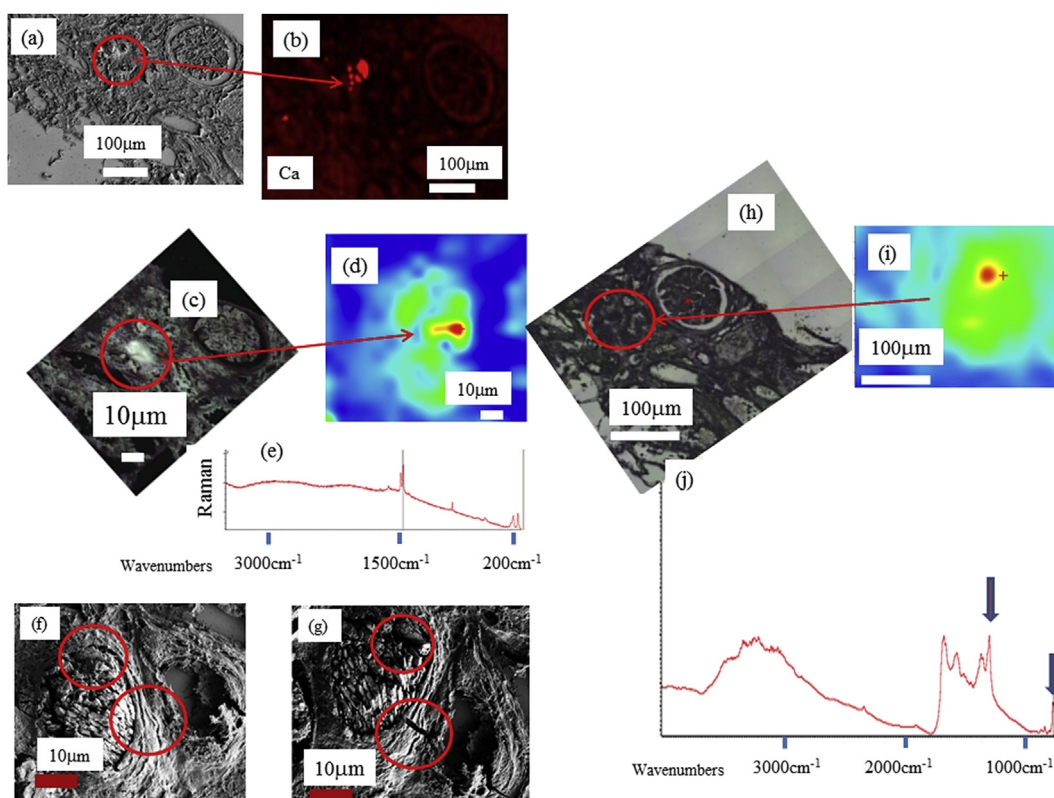 (a)
100μm
(b)
Ca
100μm
(c)
10μm
(d)
10μm
(h)
100μm
(i)
100μm
(e)
Raman
Wavenumbers
3000cm-1
1500cm-1
200cm-1
(f)
10μm
(g)
10μm
(j)
Wavenumbers
3000cm-1
2000cm-1
1000cm-1